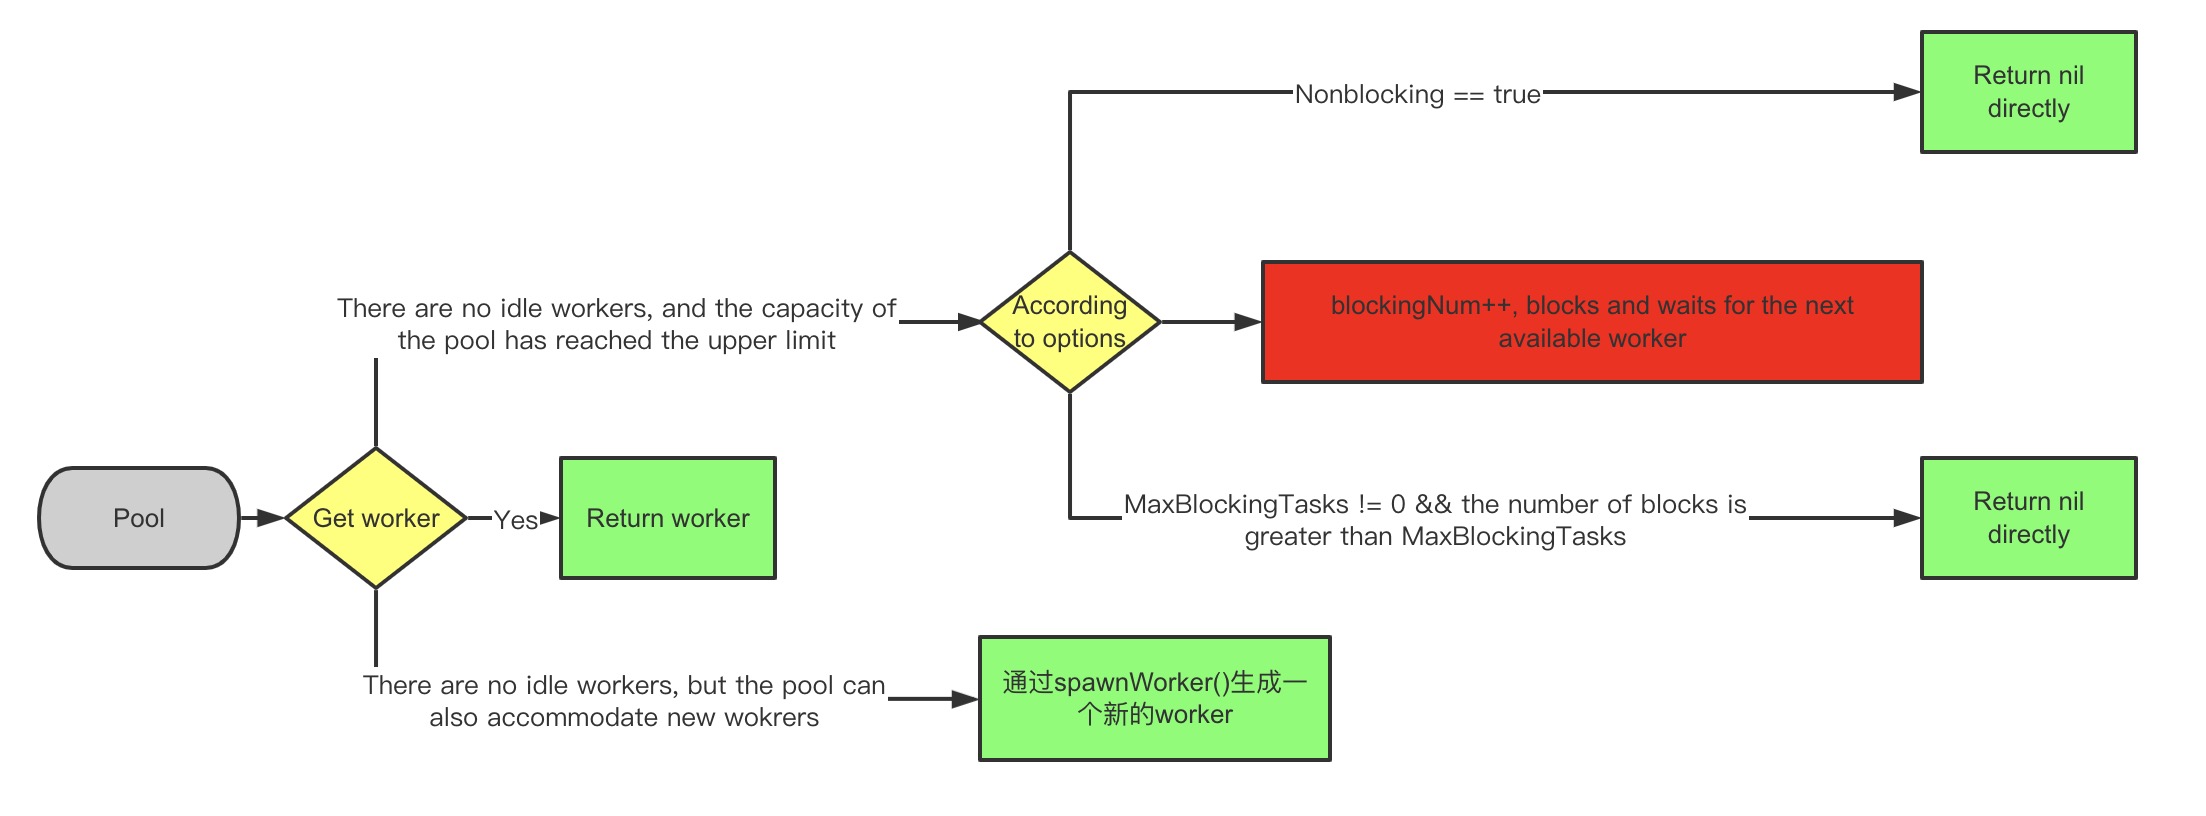 Nonblocking == true
Return nil
directly
There are no idle workers, and the capacity of
the pool has reached the upper limit
According
to options
blockingNum++, blocks and waits for the next
available worker
Pool
Get worker
Yes
Return worker
MaxBlockingTasks != 0 && the number of blocks is
greater than MaxBlockingTasks
Return nil
directly
There are no idle workers, but the pool can
also accommodate new wokrers
通过spawnWorker()生成一
个新的worker